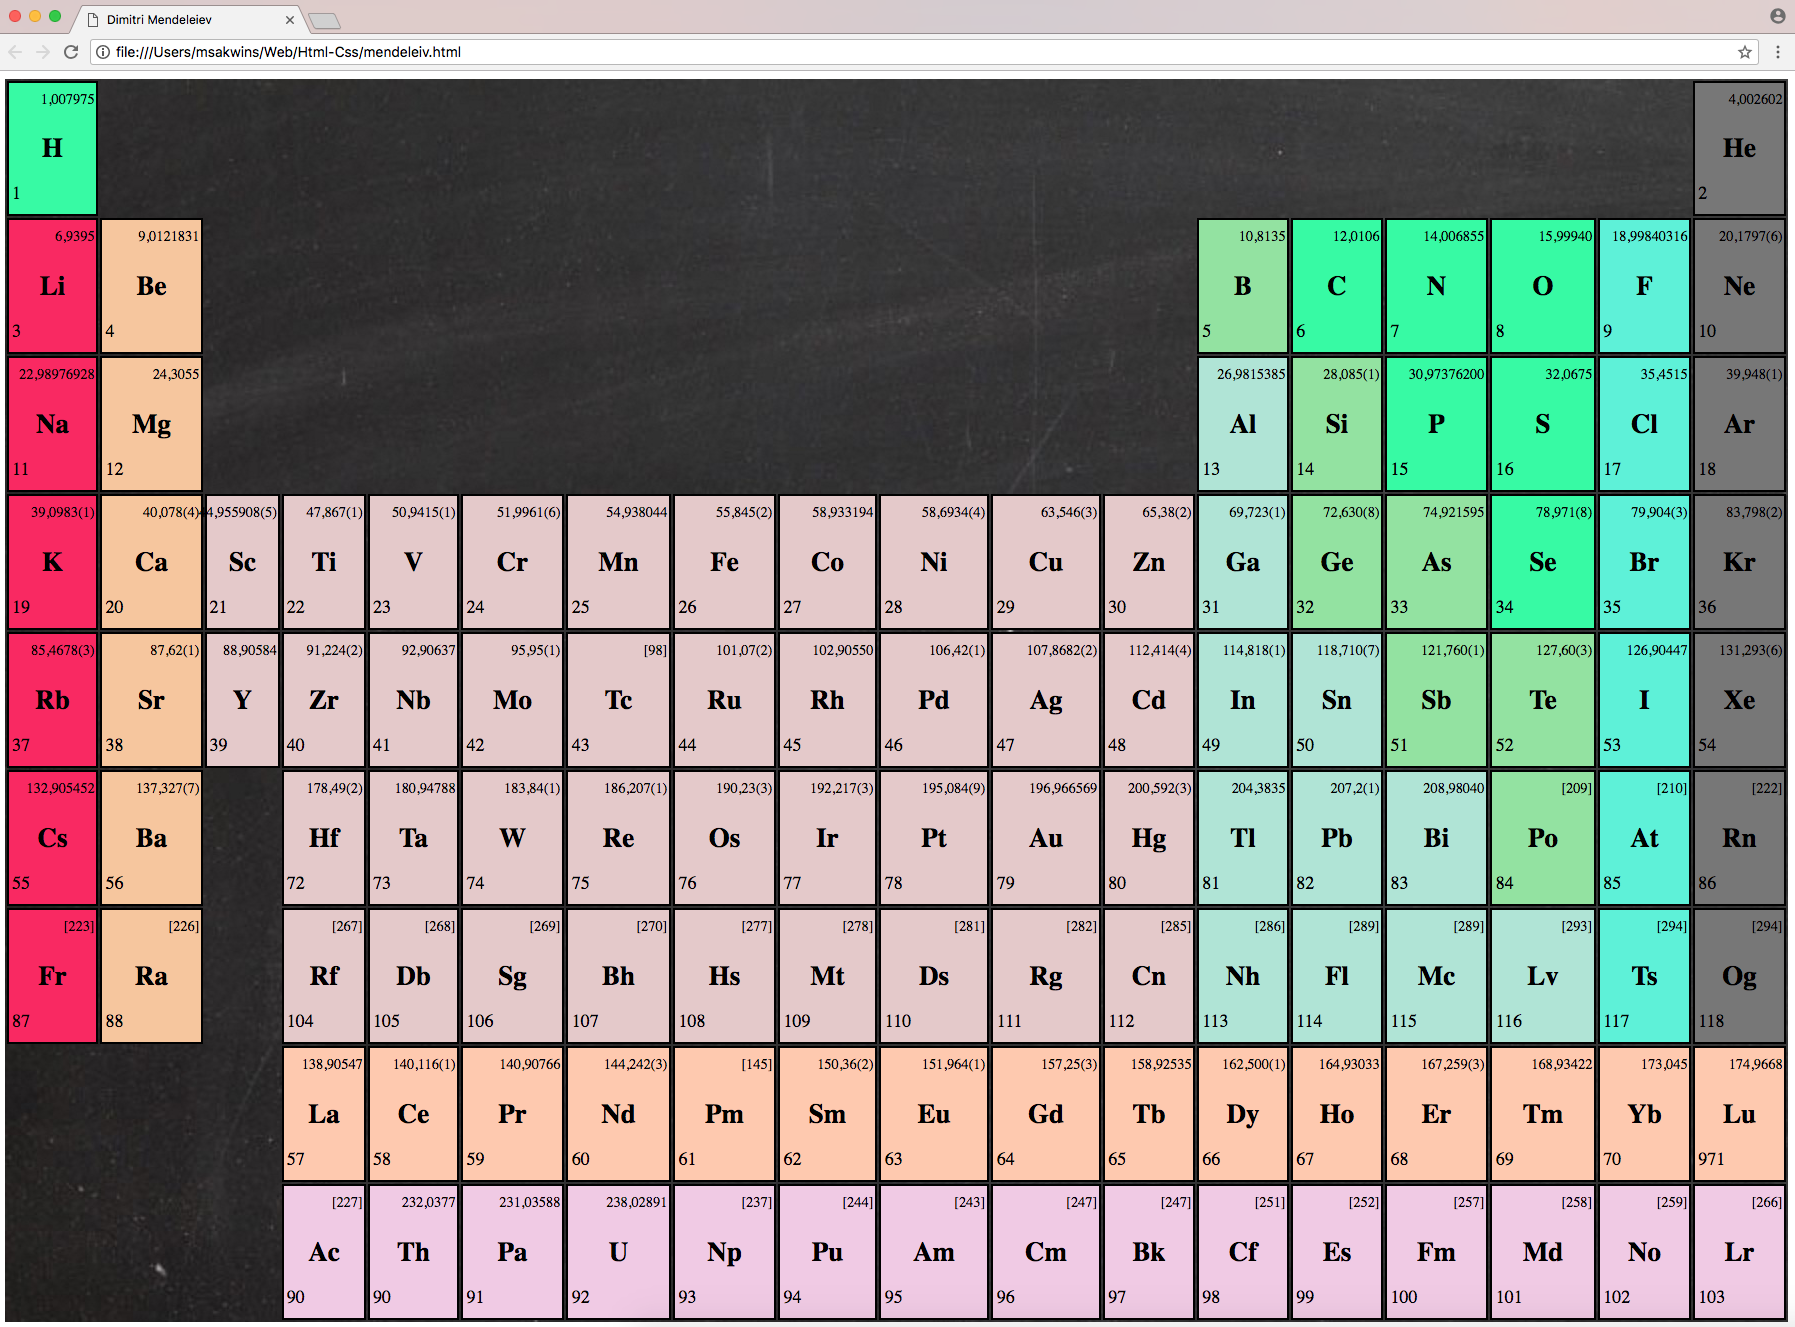 Dimitri Mendeleiev
file:///Users/msakwins/Web/Html-Css/mendeleiv.html
1,007975 4,002602
H He
1 2
6,9395 9,0121831 10,8135 12,0106 14,006855 15,99940 18,99840316 20,1797(6)
Li Be B C N O F Ne
3 4 5 6 7 8 9 10
22,98976928 24,3055 26,9815385 28,085(1) 30,97376200 32,0675 35,4515 39,948(1)
Na Mg Al Si P S Cl Ar
11 12 13 14 15 16 17 18
39,0983(1) 40,078(4) 4,955908(5) 47,867(1) 50,9415(1) 51,9961(6) 54,938044 55,845(2) 58,933194 58,6934(4) 63,546(3) 65,38(2) 69,723(1) 72,630(8) 74,921595 78,971(8) 79,904(3) 83,798(2)
K Ca Sc Ti V Cr Mn Fe Co Ni Cu Zn Ga Ge As Se Br Kr
19 20 21 22 23 24 25 26 27 28 29 30 31 32 33 34 35 36
85,4678(3) 87,62(1) 88,90584 91,224(2) 92,90637 95,95(1) [98] 101,07(2) 102,90550 106,42(1) 107,8682(2) 112,414(4) 114,818(1) 118,710(7) 121,760(1) 127,60(3) 126,90447 131,293(6)
Rb Sr Y Zr Nb Mo Tc Ru Rh Pd Ag Cd In Sn Sb Te I Xe
37 38 39 40 41 42 43 44 45 46 47 48 49 50 51 52 53 54
132,905452 137,327(7) 178,49(2) 180,94788 183,84(1) 186,207(1) 190,23(3) 192,217(3) 195,084(9) 196,966569 200,592(3) 204,3835 207,2(1) 208,98040 [209] [210] [222]
Cs Ba Hf Ta W Re Os Ir Pt Au Hg Tl Pb Bi Po At Rn
55 56 72 73 74 75 76 77 78 79 80 81 82 83 84 85 86
[223] [226] [267] [268] [269] [270] [277] [278] [281] [282] [285] [286] [289] [289] [293] [294] [294]
Fr Ra Rf Db Sg Bh Hs Mt Ds Rg Cn Nh Fl Mc Lv Ts Og
87 88 104 105 106 107 108 109 110 111 112 113 114 115 116 117 118
138,90547 140,116(1) 140,90766 144,242(3) [145] 150,36(2) 151,964(1) 157,25(3) 158,92535 162,500(1) 164,93033 167,259(3) 168,93422 173,045 174,9668
La Ce Pr Nd Pm Sm Eu Gd Tb Dy Ho Er Tm Yb Lu
57 58 59 60 61 62 63 64 65 66 67 68 69 70 971
[227] 232,0377 231,03588 238,02891 [237] [244] [243] [247] [247] [251] [252] [257] [258] [259] [266]
Ac Th Pa U Np Pu Am Cm Bk Cf Es Fm Md No Lr
90 90 91 92 93 94 95 96 97 98 99 100 101 102 103